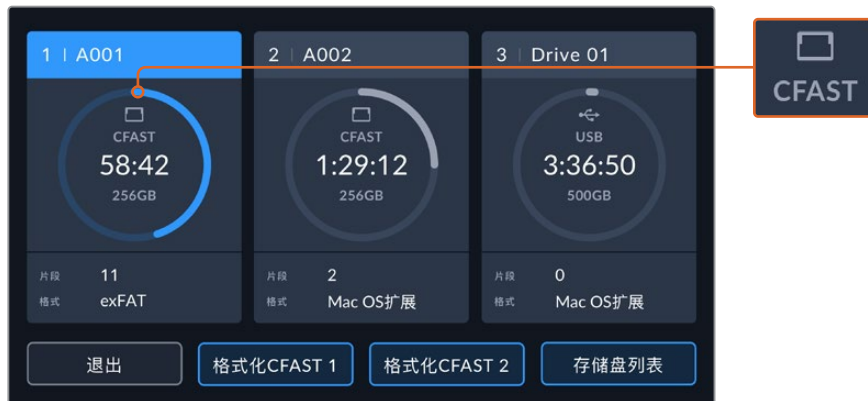 1 | A001
CFAST
58:42
256GB
片段 11
格式 exFAT
2 | A002
CFAST
1:29:12
256GB
片段 2
格式 Mac OS扩展
3 | Drive 01
USB
3:36:50
500GB
片段 0
格式 Mac OS扩展
CFAST
退出
格式化CFAST 1
格式化CFAST 2
存储盘列表